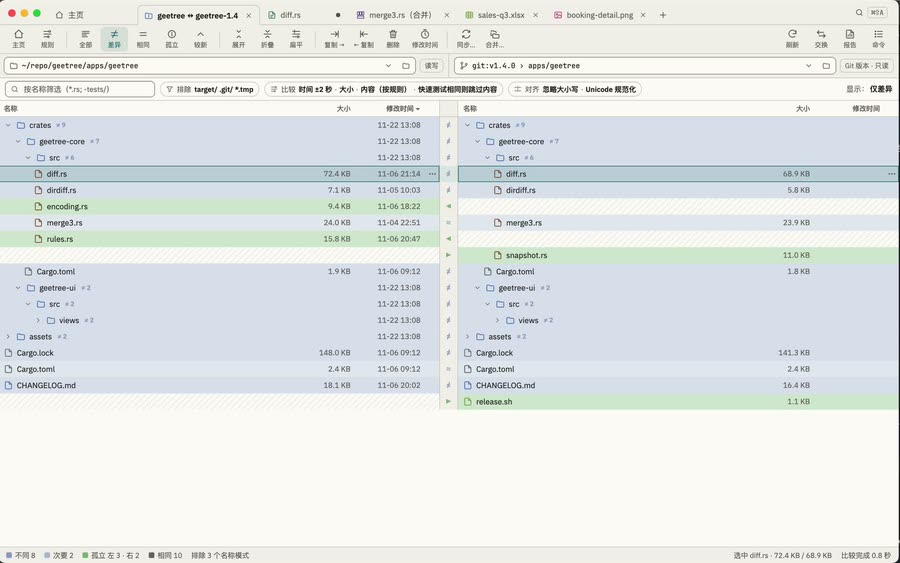 主页
geetree ⇔ geetree-1.4 ×
diff.rs
merge3.rs（合并） ×
sales-q3.xlsx ×
booking-detail.png ×
+
⌘⇧A
主页 规则 全部 差异 相同 孤立 较新 展开 折叠 扁平 复制 → ← 复制 删除 修改时间 同步... 合并... 刷新 交换 报告 命令
~/repo/geetree/apps/geetree 读写
git:v1.4.0 › apps/geetree Git 版本 · 只读
按名称筛选 (*.rs; -tests/) 排除 target/ .git/ *.tmp 比较 时间 ±2 秒 · 大小 · 内容（按规则） · 快速测试相同则跳过内容 对齐 忽略大小写 · Unicode 规范化 显示: 仅差异
名称 大小 修改时间 名称 大小 修改时间
crates ≠ 9 11-22 13:08 ≠ crates ≠ 9
geetree-core ≠ 7 11-22 13:08 ≠ geetree-core ≠ 7
src ≠ 6 11-22 13:08 ≠ src ≠ 6
diff.rs 72.4 KB 11-06 21:14 ··· ≠ diff.rs 68.9 KB ···
dirdiff.rs 7.1 KB 11-05 10:03 ≠ dirdiff.rs 5.8 KB
encoding.rs 9.4 KB 11-06 18:22
merge3.rs 24.0 KB 11-04 22:51 ≈ merge3.rs 23.9 KB
rules.rs 15.8 KB 11-06 20:47
snapshot.rs 11.0 KB
Cargo.toml 1.9 KB 11-06 09:12 ≠ Cargo.toml 1.8 KB
geetree-ui ≠ 2 11-22 13:08 ≠ geetree-ui ≠ 2
src ≠ 2 11-22 13:08 ≠ src ≠ 2
views ≠ 2 11-22 13:08 ≠ views ≠ 2
assets ≠ 2 11-22 13:08 ≠ assets ≠ 2
Cargo.lock 148.0 KB 11-06 09:12 ≠ Cargo.lock 141.3 KB
Cargo.toml 2.4 KB 11-06 09:12 ≈ Cargo.toml 2.4 KB
CHANGELOG.md 18.1 KB 11-06 20:02 ≠ CHANGELOG.md 16.4 KB
release.sh 1.1 KB
不同 8 次要 2 孤立 左 3 · 右 2 相同 10 排除 3 个名称模式 选中 diff.rs · 72.4 KB / 68.9 KB 比较完成 0.8 秒